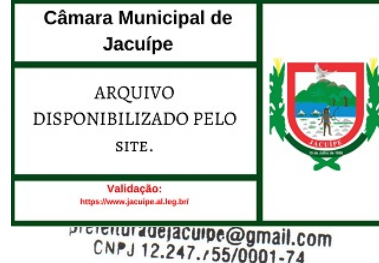 Câmara Municipal de
Jacuípe
ARQUIVO
DISPONIBILIZADO PELO
SITE.
Validação:
https://www.jacuipe.al.leg.br/
JACUÍPE
prefeituradejacuipe@gmail.com
CNPJ 12.247.755/0001-74